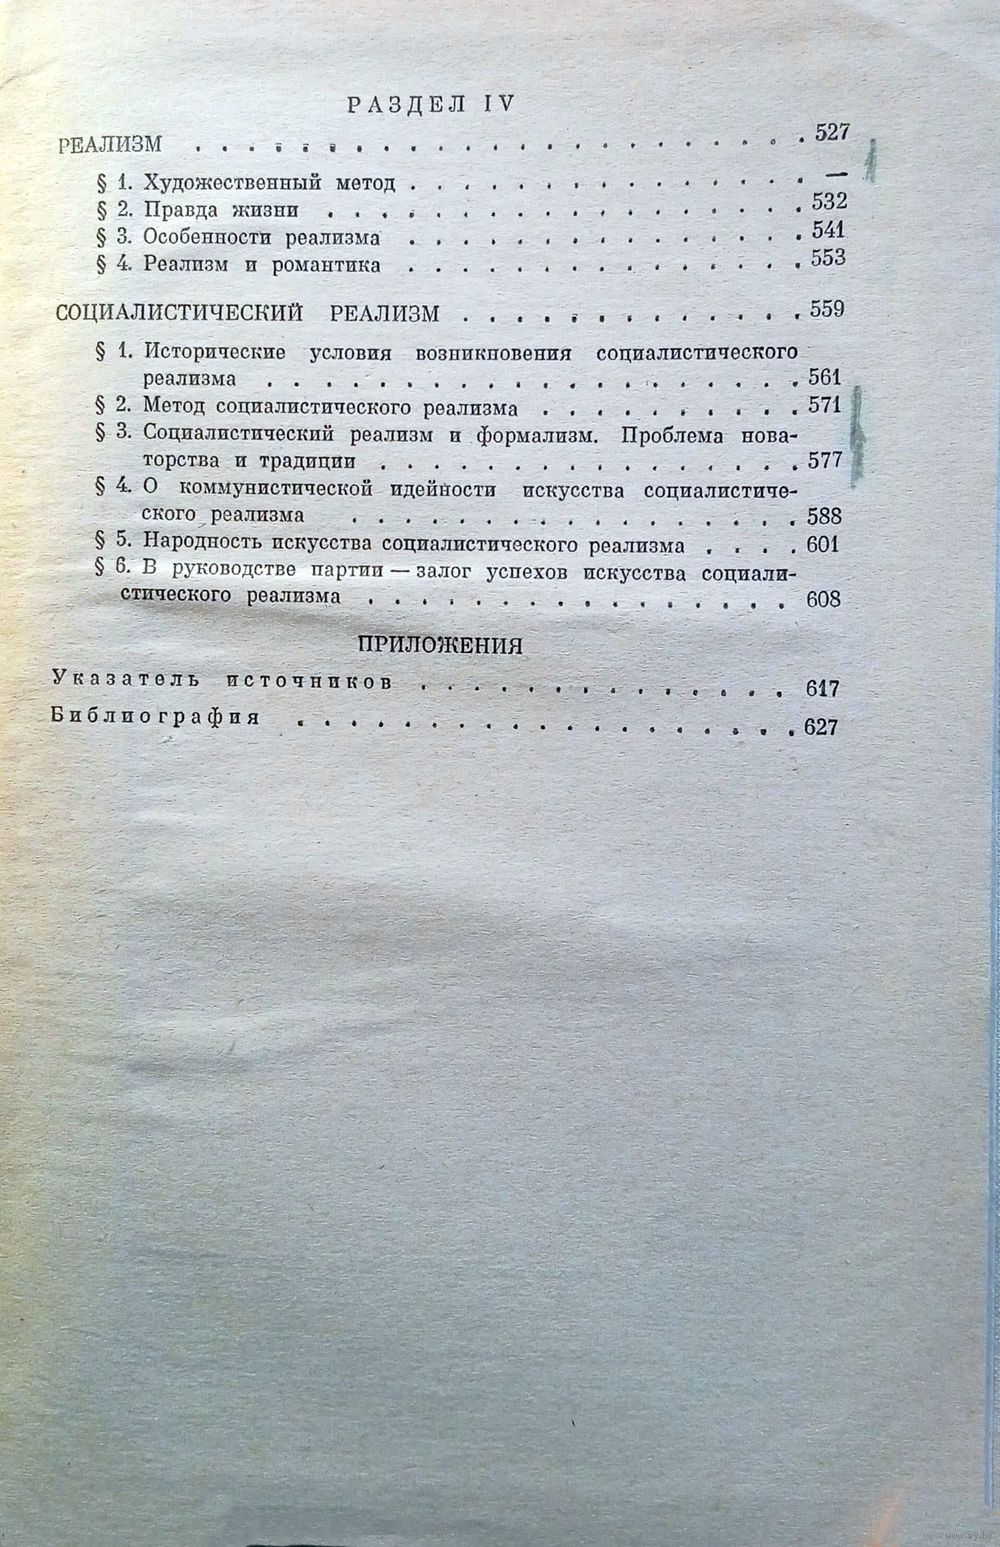 РАЗДЕЛ IV
РЕАЛИЗМ . . . . . . . . . . . . . . . . . . . . . . . 527
§ 1. Художественный метод . . . . . . . . . . . . . . . —
§ 2. Правда жизни . . . . . . . . . . . . . . . . . . 532
§ 3. Особенности реализма . . . . . . . . . . . . . . . 541
§ 4. Реализм и романтика . . . . . . . . . . . . . . . 553
СОЦИАЛИСТИЧЕСКИЙ РЕАЛИЗМ . . . . . . . . . . . . . 559
§ 1. Исторические условия возникновения социалистического
реализма . . . . . . . . . . . . . . . . . . . . 561
§ 2. Метод социалистического реализма . . . . . . . . . . 571
§ 3. Социалистический реализм и формализм. Проблема нова-
торства и традиции . . . . . . . . . . . . . . . . 577
§ 4. О коммунистической идейности искусства социалистиче-
ского реализма . . . . . . . . . . . . . . . . . 588
§ 5. Народность искусства социалистического реализма . . . . 601
§ 6. В руководстве партии — залог успехов искусства социали-
стического реализма . . . . . . . . . . . . . . . . 608
ПРИЛОЖЕНИЯ
Указатель источников . . . . . . . . . . . . . . 617
Библиография . . . . . . . . . . . . . . . . . . . 627
www.ay.by